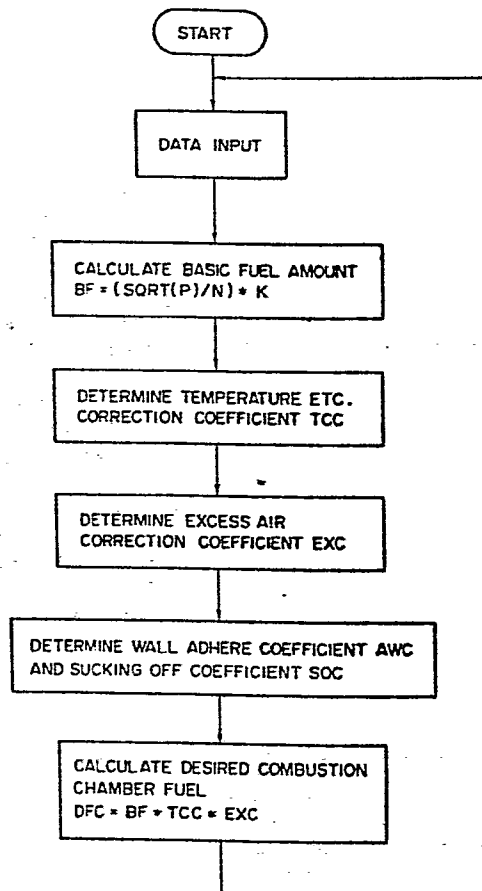 START
DATA INPUT
CALCULATE BASIC FUEL AMOUNT
BF = (SQRT(P)/N) * K
DETERMINE TEMPERATURE ETC.
CORRECTION COEFFICIENT TCC
DETERMINE EXCESS AIR
CORRECTION COEFFICIENT EXC
DETERMINE WALL ADHERE COEFFICIENT AWC
AND SUCKING OFF COEFFICIENT SOC
CALCULATE DESIRED COMBUSTION
CHAMBER FUEL
DFC = BF * TCC * EXC